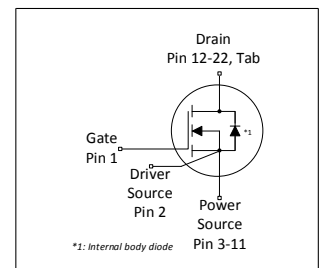 Drain
Pin 12-22, Tab
*1
Gate
Pin 1
Driver
Source
Pin 2
Power
Source
Pin 3-11
*1: Internal body diode